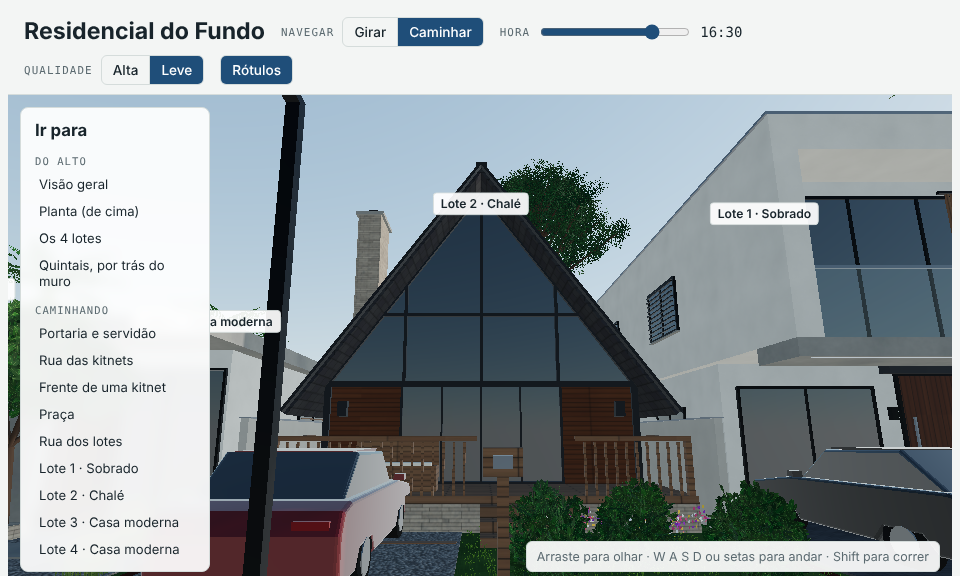 Residencial do Fundo
NAVEGAR
Girar
Caminhar
HORA
16:30
QUALIDADE
Alta
Leve
Rótulos
Ir para
DO ALTO
Visão geral
Planta (de cima)
Os 4 lotes
Quintais, por trás do
muro
CAMINHANDO
Portaria e servidão
Rua das kitnets
Frente de uma kitnet
Praça
Rua dos lotes
Lote 1 · Sobrado
Lote 2 · Chalé
Lote 3 · Casa moderna
Lote 4 · Casa moderna
Lote 2 · Chalé
Lote 1 · Sobrado
a moderna
Arraste para olhar · W A S D ou setas para andar · Shift para correr